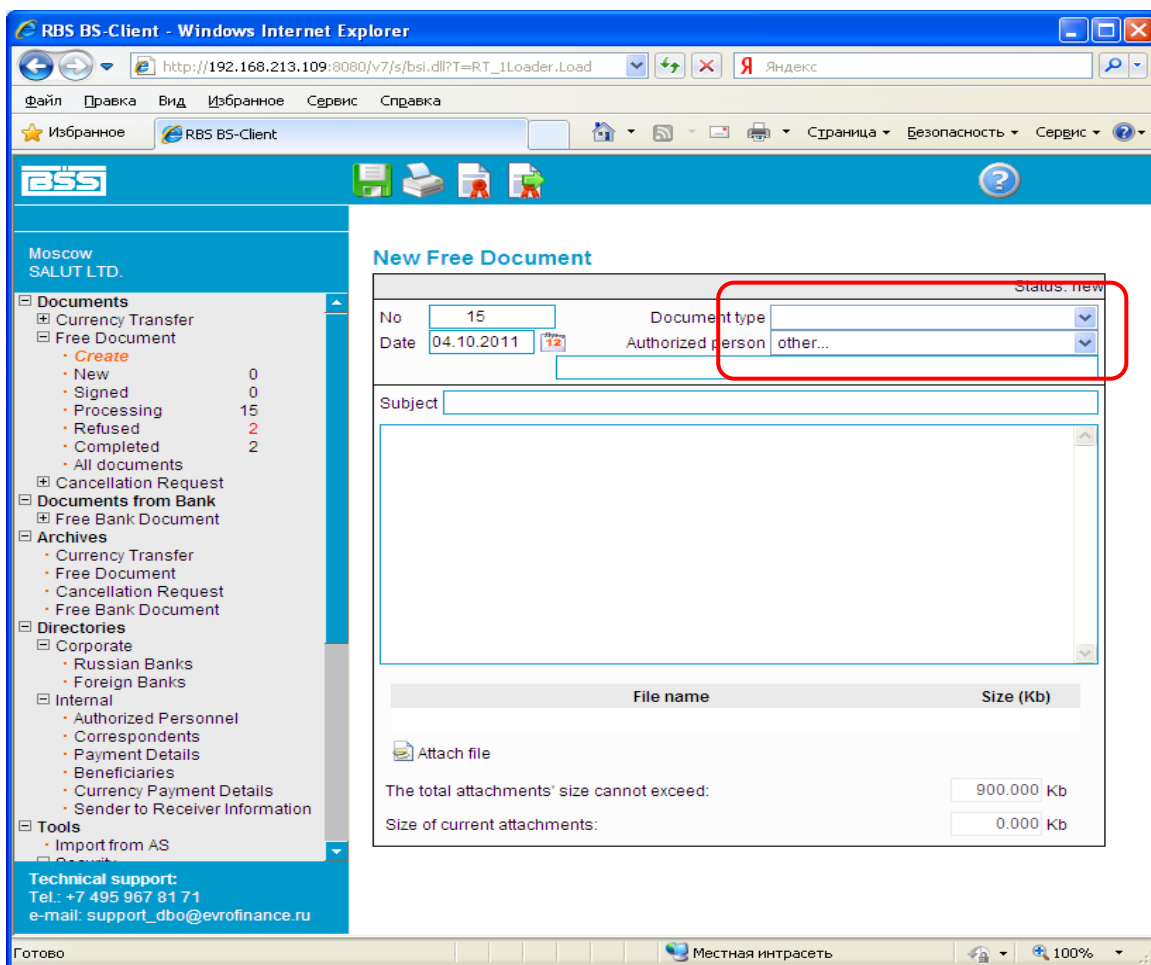 RBS BS-Client - Windows Internet Explorer
http://192.168.213.109:8080/v7/s/bsi.dll?T=RT_1Loader.Load
Я Яндекс
Файл Правка Вид Избранное Сервис Справка
Избранное RBS BS-Client Страница Безопасность Сервис
BSS
Moscow
SALUT LTD.
Documents
Currency Transfer
Free Document
Create
New 0
Signed 0
Processing 15
Refused 2
Completed 2
All documents
Cancellation Request
Documents from Bank
Free Bank Document
Archives
Currency Transfer
Free Document
Cancellation Request
Free Bank Document
Directories
Corporate
Russian Banks
Foreign Banks
Internal
Authorized Personnel
Correspondents
Payment Details
Beneficiaries
Currency Payment Details
Sender to Receiver Information
Tools
Import from AS
Technical support:
Tel.: +7 495 967 81 71
e-mail: support_dbo@evrofinance.ru
New Free Document
Status: new
No 15 Document type
Date 04.10.2011 12 Authorized person other...
Subject
File name Size (Kb)
Attach file
The total attachments' size cannot exceed: 900.000 Kb
Size of current attachments: 0.000 Kb
Готово Местная интрасеть 100%